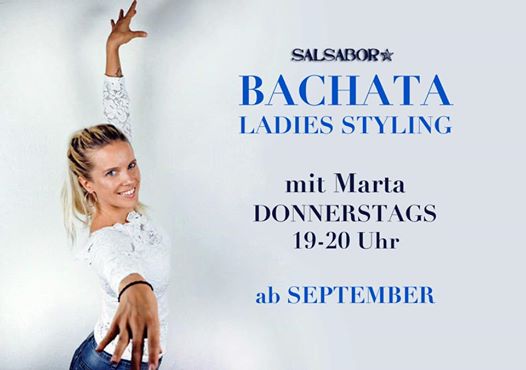 SALSABOR
BACHATA
LADIES STYLING
mit Marta
DONNERSTAGS
19-20 Uhr
ab SEPTEMBER